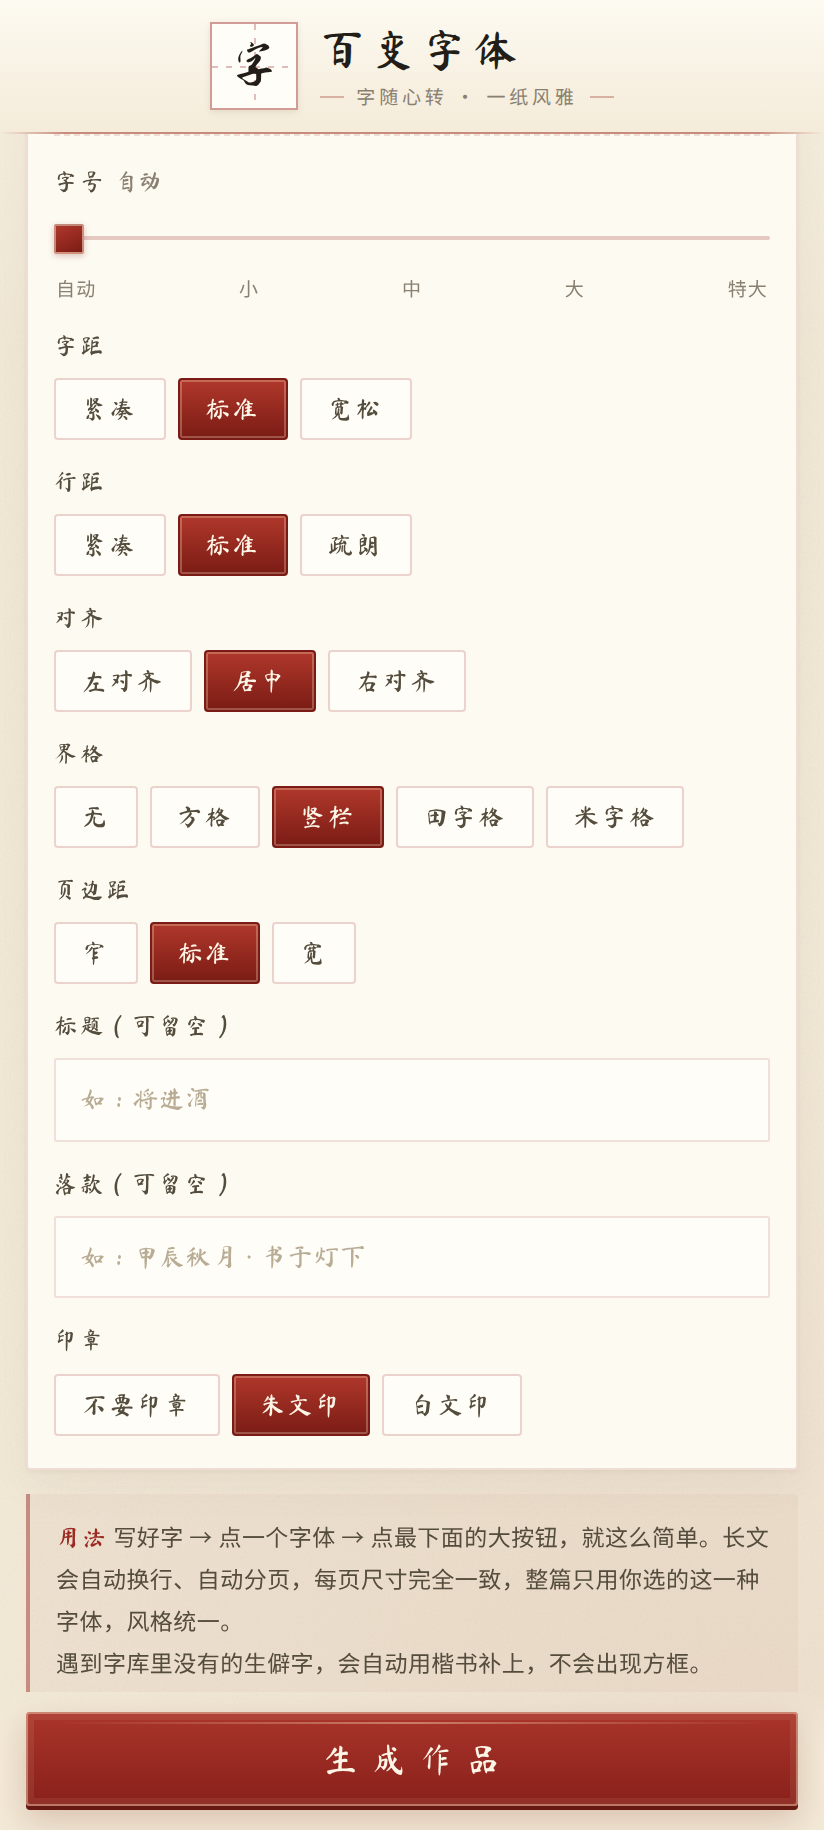 字
百变字体
字随心转 · 一纸风雅
字号 自动
自动 小 中 大 特大
字距
紧凑 标准 宽松
行距
紧凑 标准 疏朗
对齐
左对齐 居中 右对齐
界格
无 方格 竖栏 田字格 米字格
页边距
窄 标准 宽
标题（可留空）
如：将进酒
落款（可留空）
如：甲辰秋月·书于灯下
印章
不要印章 朱文印 白文印
用法 写好字 → 点一个字体 → 点最下面的大按钮，就这么简单。长文
会自动换行、自动分页，每页尺寸完全一致，整篇只用你选的这一种
字体，风格统一。
遇到字库里没有的生僻字，会自动用楷书补上，不会出现方框。
生成作品